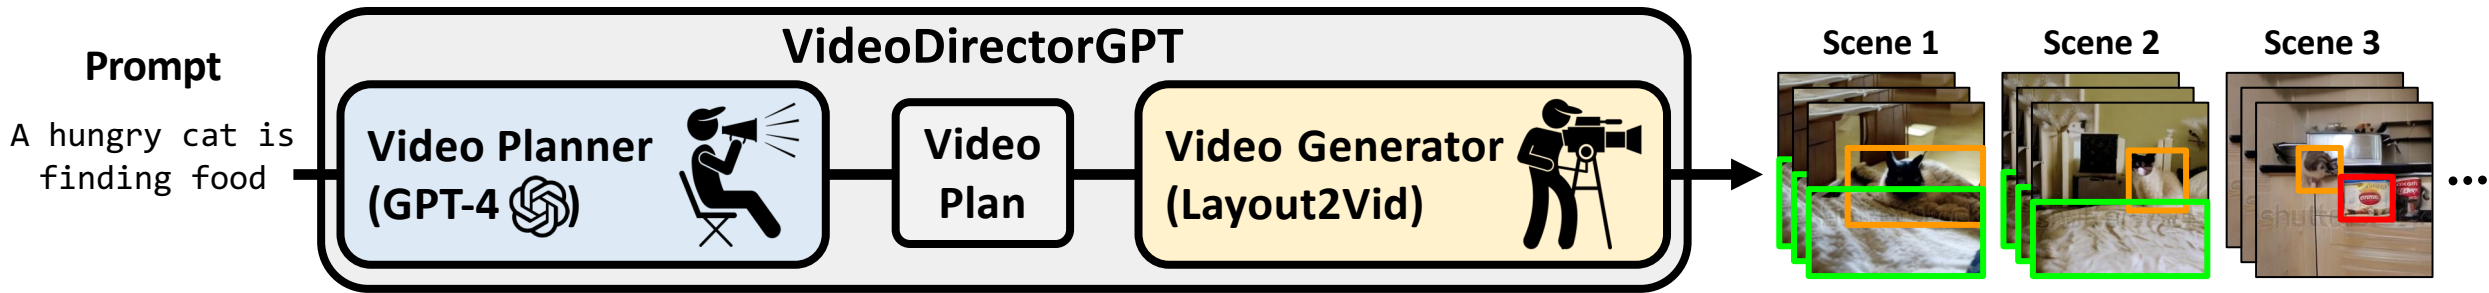 VideoDirectorGPT
Prompt
A hungry cat is
finding food
Video Planner
(GPT-4 )
Video
Plan
Video Generator
(Layout2Vid)
Scene 1
Scene 2
Scene 3
...